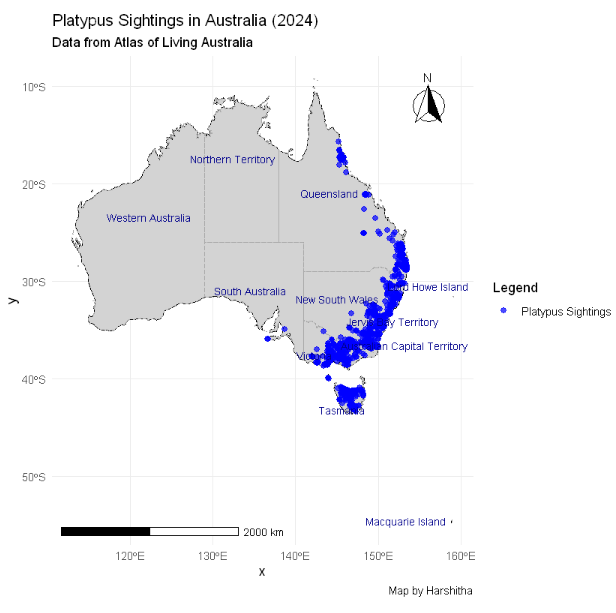 Platypus Sightings in Australia (2024)
Data from Atlas of Living Australia
N
10°S
Northern Territory
20°S
Queensland
Western Australia
30°S
South Australia
Howe Island
New South Wales
Legend
Platypus Sightings
y
Jervis Bay Territory
Capital Territory
Victoria
40°S
Tasmania
50°S
Macquarie Island
2000 km
120°E
130°E
140°E
150°E
160°E
x
Map by Harshitha